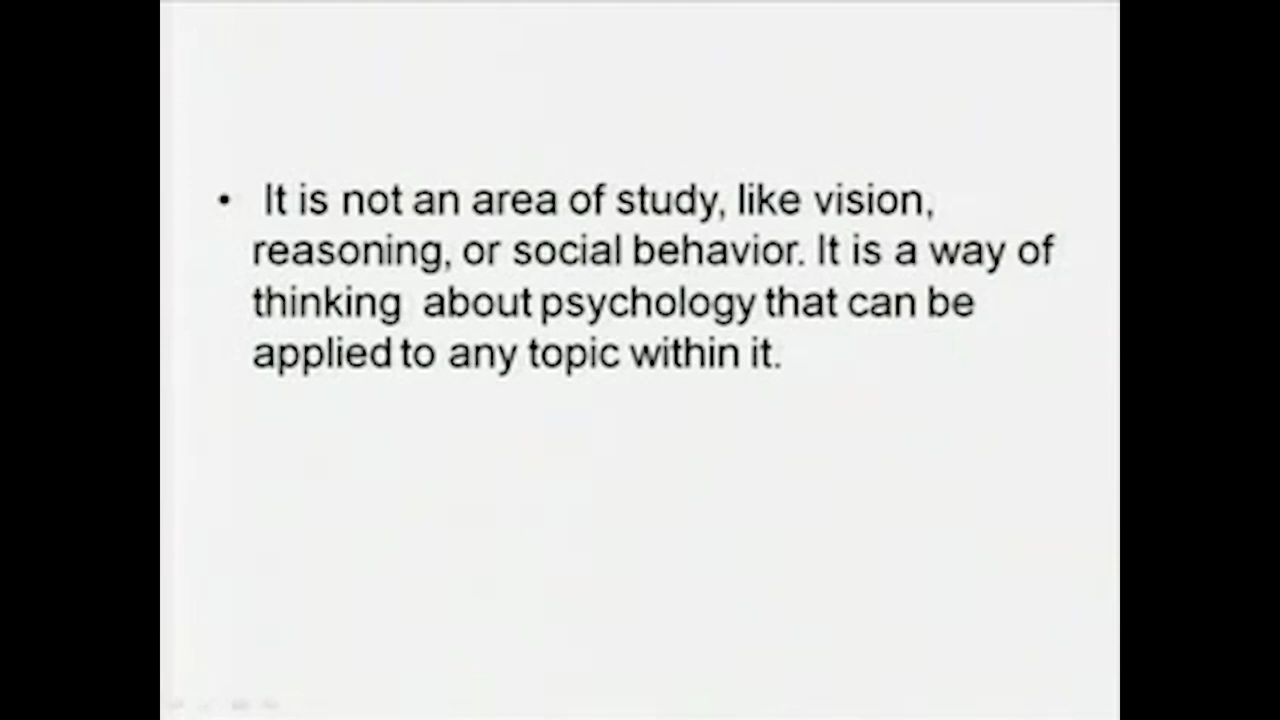 • It is not an area of study, like vision,
reasoning, or social behavior. It is a way of
thinking about psychology that can be
applied to any topic within it.